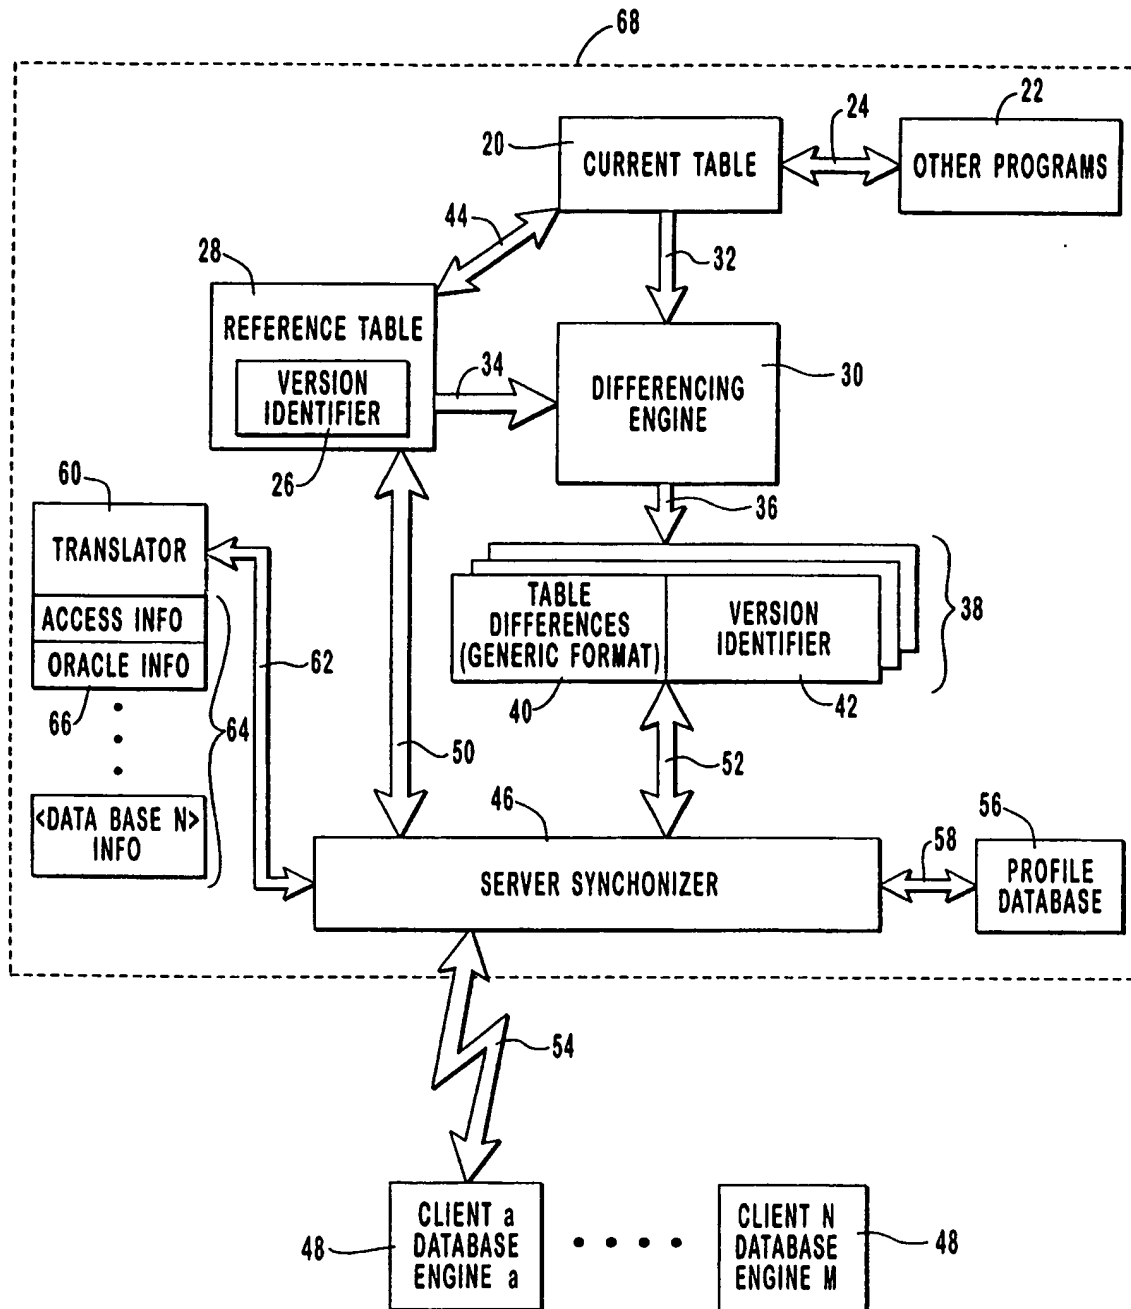 68
20
CURRENT TABLE
24
22
OTHER PROGRAMS
44
32
28
REFERENCE TABLE
VERSION
IDENTIFIER
26
34
DIFFERENCING
ENGINE
30
36
60
TRANSLATOR
ACCESS INFO
ORACLE INFO
66
64
<DATA BASE N>
INFO
62
TABLE
DIFFERENCES
(GENERIC FORMAT)
VERSION
IDENTIFIER
38
40
42
50
52
46
SERVER SYNCHONIZER
58
56
PROFILE
DATABASE
54
48
CLIENT a
DATABASE
ENGINE a
CLIENT N
DATABASE
ENGINE M
48